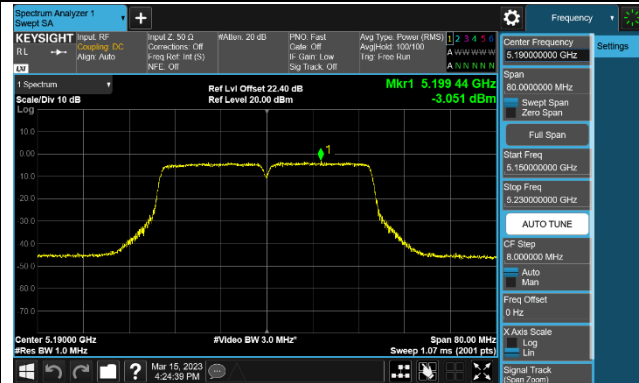 Spectrum Analyzer 1
Swept SA
Frequency
KEYSIGHT
RL
LXI
Input: RF
Coupling: DC
Align: Auto
Input Z: 50 Ω
Corrections: Off
Freq Ref: Int (S)
NFE: Off
#Atten: 20 dB
PNO: Fast
Gate: Off
IF Gain: Low
Sig Track: Off
Avg Type: Power (RMS)
Avg|Hold: 100/100
Trig: Free Run
1 2 3 4 5 6
A W W W W W
A N N N N N
1 Spectrum
Scale/Div 10 dB
Log
Ref Lvl Offset 22.40 dB
Ref Level 20.00 dBm
Mkr1 5.199 44 GHz
-3.051 dBm
10.0
0.00
-10.0
-20.0
-30.0
-40.0
-50.0
-60.0
-70.0
1
Center 5.19000 GHz
#Res BW 1.0 MHz
#Video BW 3.0 MHz*
Span 80.00 MHz
Sweep 1.07 ms (2001 pts)
Mar 15, 2023
4:24:39 PM
Center Frequency
5.190000000 GHz
Span
80.0000000 MHz
Swept Span
Zero Span
Full Span
Start Freq
5.150000000 GHz
Stop Freq
5.230000000 GHz
AUTO TUNE
CF Step
8.000000 MHz
Auto
Man
Freq Offset
0 Hz
X Axis Scale
Log
Lin
Signal Track
(Span Zoom)
Settings